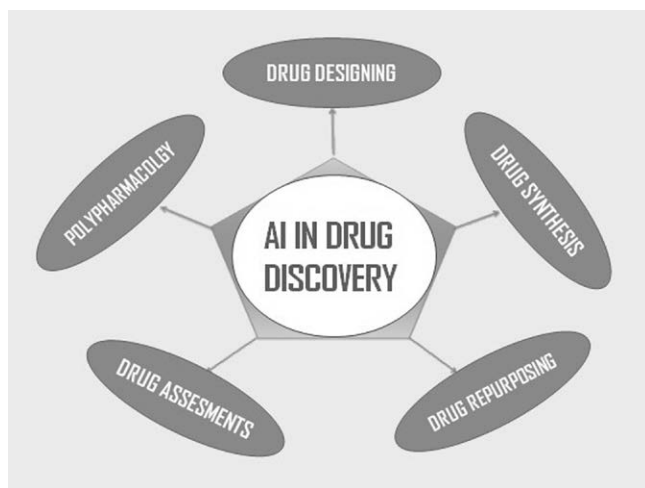 DRUG DESIGNING
POLYPHARMACOLGY
DRUG SYNTHESIS
AI IN DRUG
DISCOVERY
DRUG ASSESMENTS
DRUG REPURPOSING